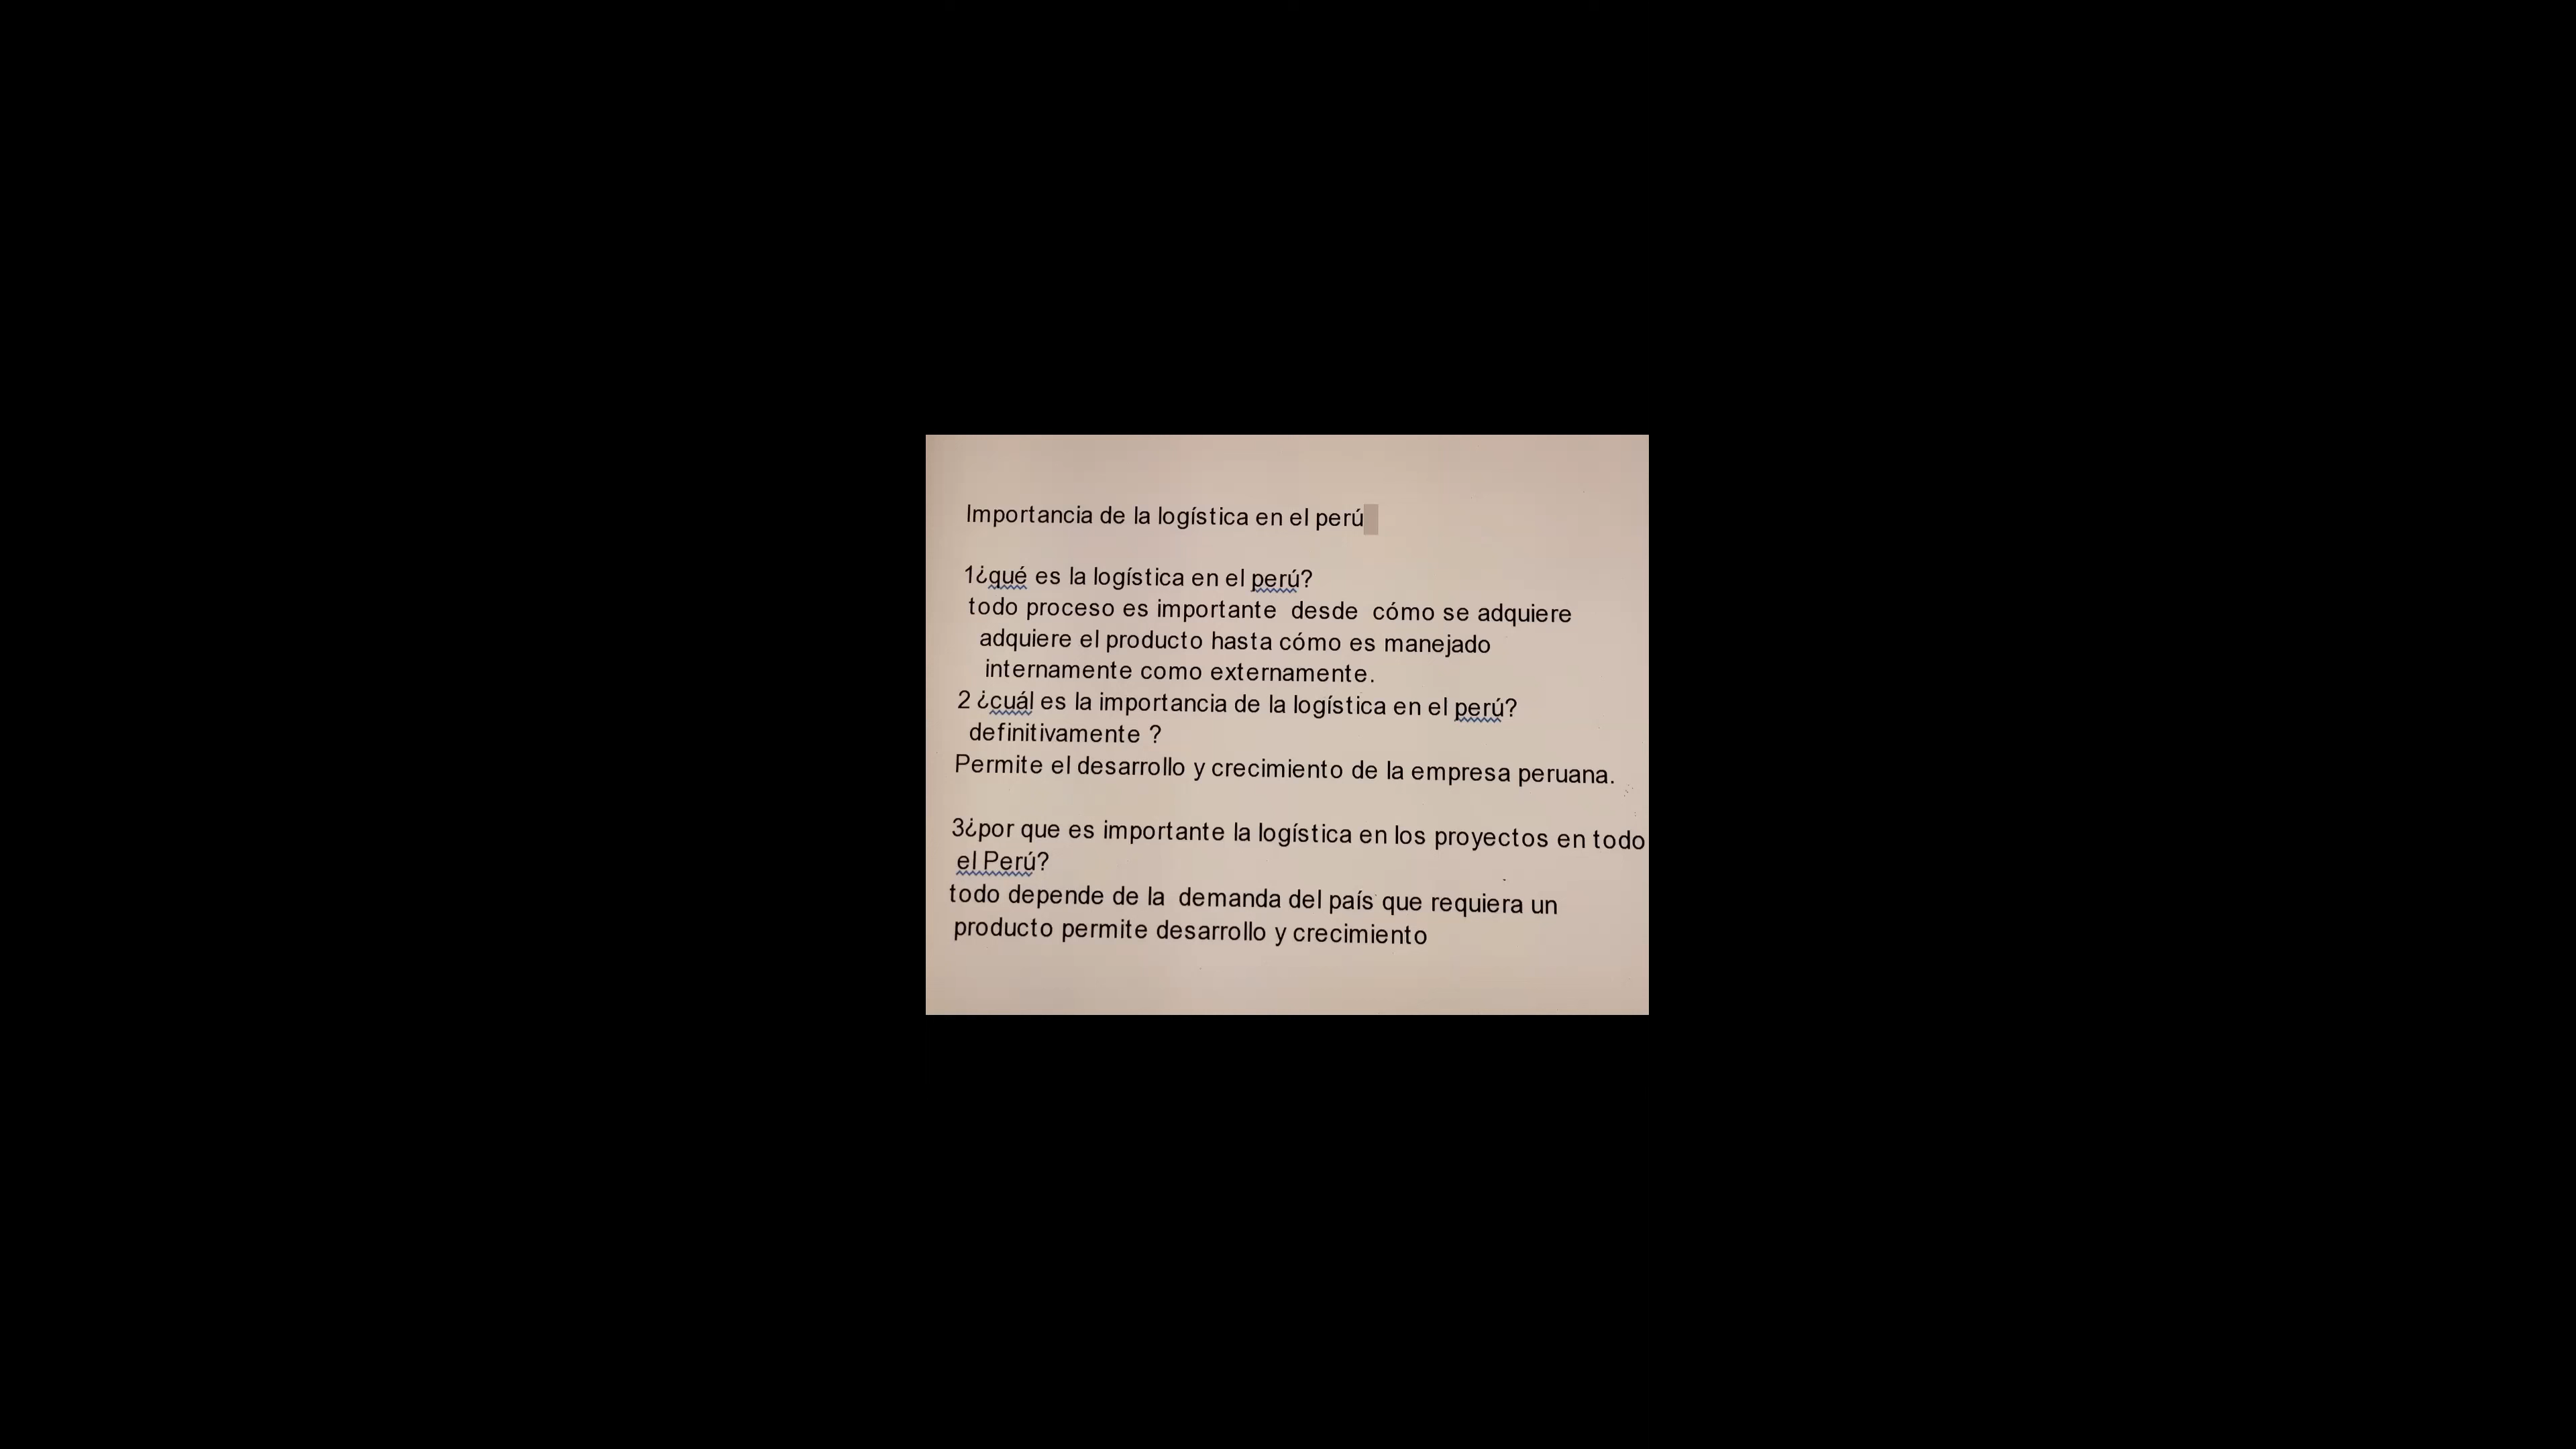 Importancia de la logística en el perú
1¿qué es la logística en el perú?
todo proceso es importante desde cómo se adquiere
adquiere el producto hasta cómo es manejado
internamente como externamente.
2 ¿cuál es la importancia de la logística en el perú?
definitivamente ?
Permite el desarrollo y crecimiento de la empresa peruana.
3¿por que es importante la logística en los proyectos en todo
el Perú?
todo depende de la demanda del país que requiera un
producto permite desarrollo y crecimiento